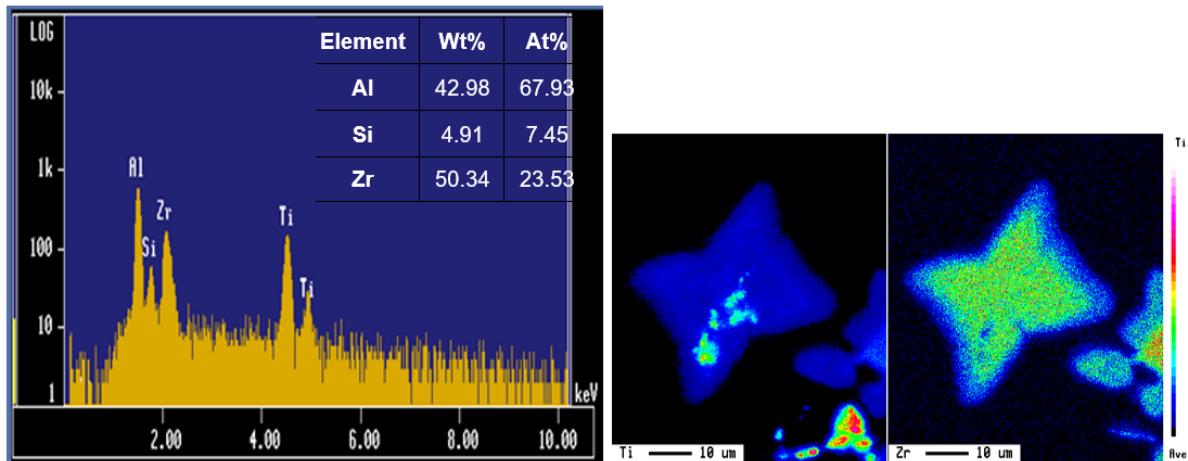 LOG
10k
1k
100
10
1
Al
Si
Zr
Ti
Ti
keV
2.00 4.00 6.00 8.00 10.00
Element Wt% At%
Al 42.98 67.93
Si 4.91 7.45
Zr 50.34 23.53
Ti 10 um
Zr 10 um
Ti
Ave